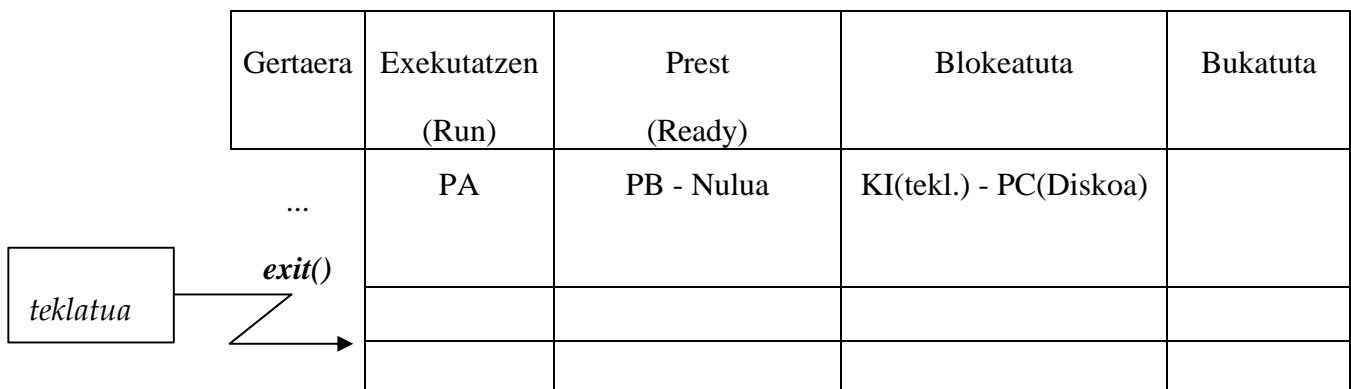 Gertaera Exekutatzen Prest Blokeatuta Bukatuta
(Run) (Ready)
PA PB - Nulua KI(tekl.) - PC(Diskoa)
...
exit()
teklatua